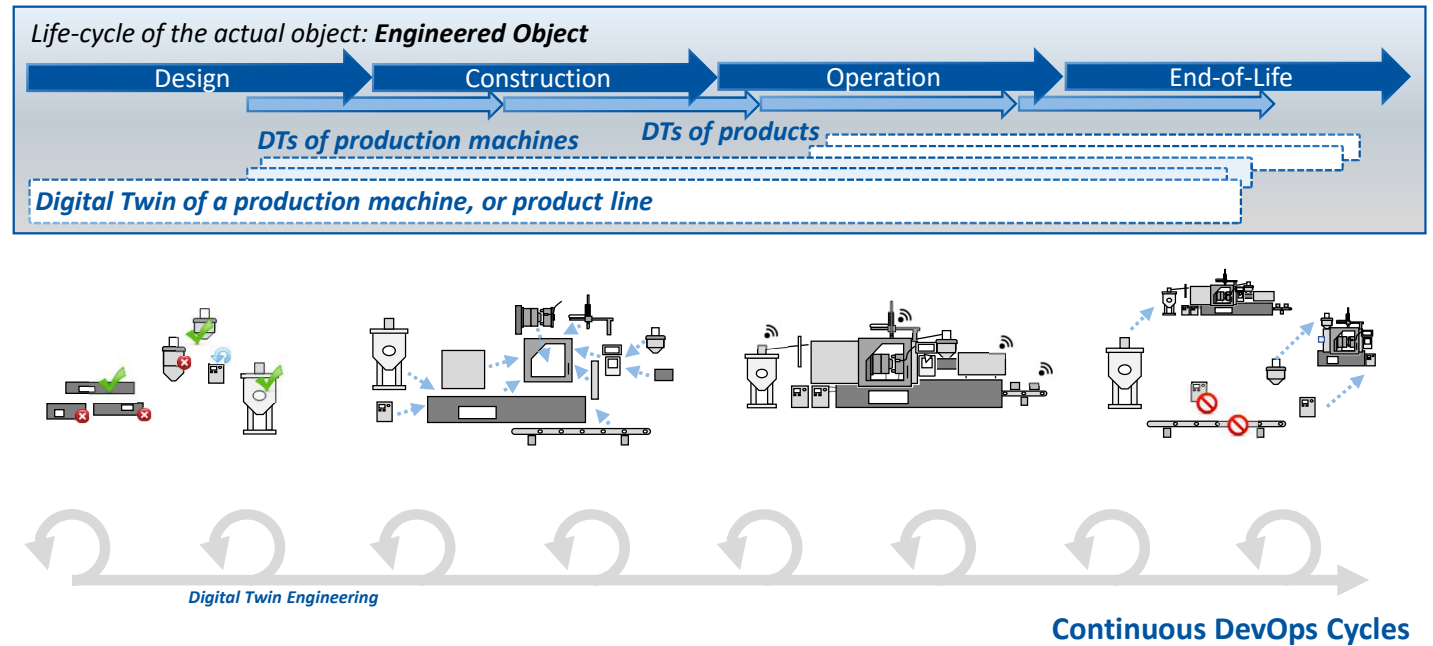 Life-cycle of the actual object: Engineered Object
Design Construction Operation End-of-Life
DTs of production machines DTs of products
Digital Twin of a production machine, or product line
Digital Twin Engineering
Continuous DevOps Cycles